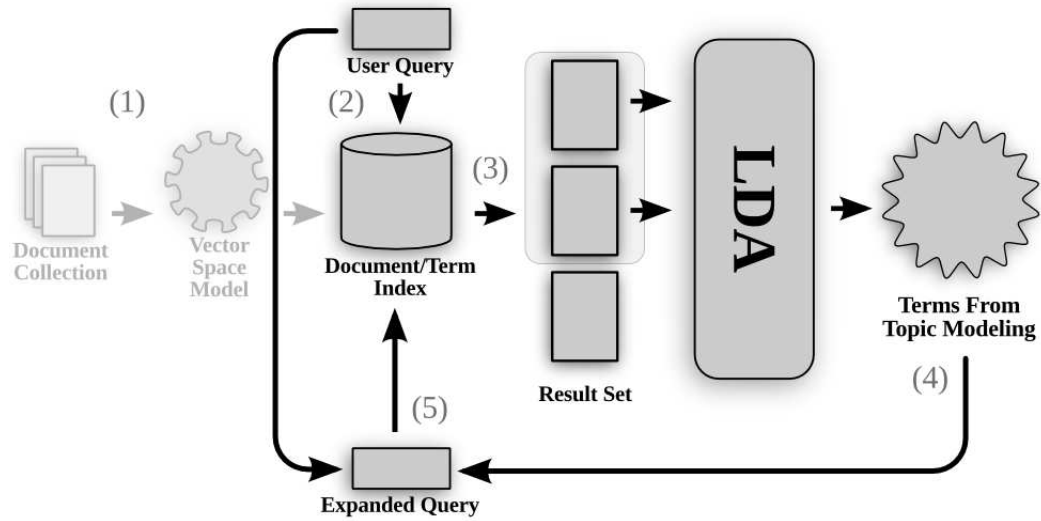 User Query
(1)
(2)
(3)
Document
Collection
Vector
Space
Model
Document/Term
Index
LDA
Terms From
Topic Modeling
Result Set
(4)
(5)
Expanded Query